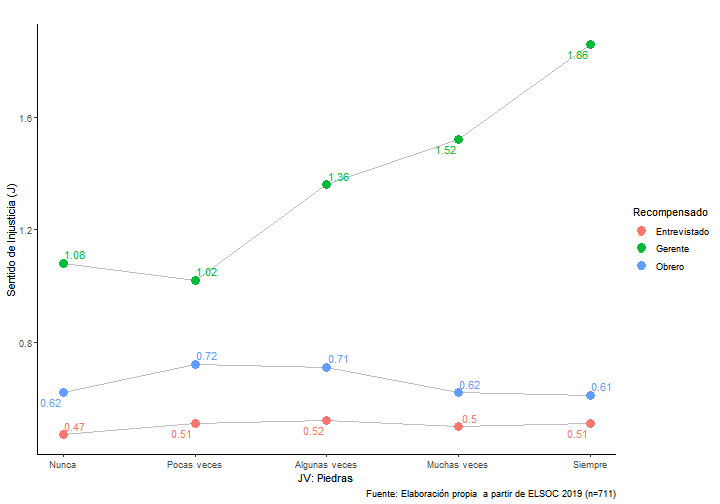 1.86
1.6
1.52
1.36
Sentido de Injusticia (J)
1.2
1.08
1.02
Recompensado
Entrevistado
Gerente
Obrero
0.8
0.72
0.71
0.62
0.62
0.61
0.47
0.51
0.52
0.5
0.51
Nunca Pocas veces Algunas veces Muchas veces Siempre
JV: Piedras
Fuente: Elaboración propia  a partir de ELSOC 2019 (n=711)